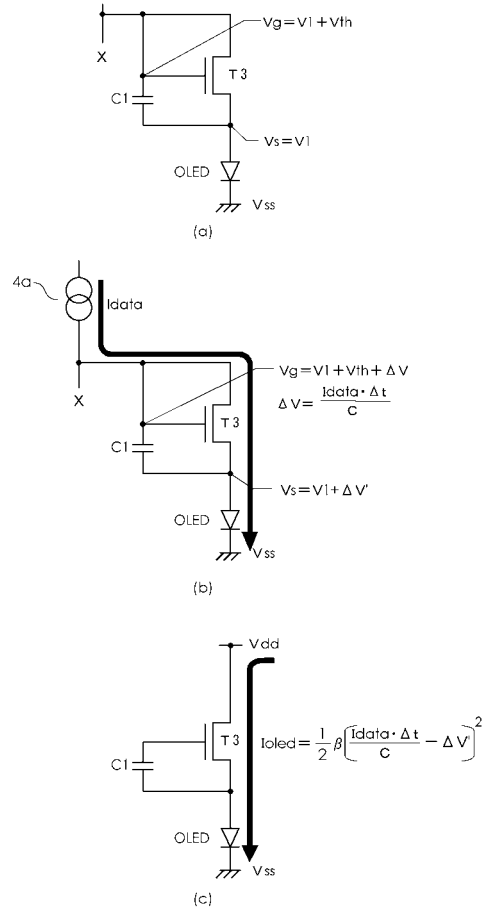 Vg=V1+Vth
X
T3
C1
Vs=V1
OLED
Vss
(a)
4a
Idata
Vg=V1+Vth+ΔV
X
ΔV= Idata·Δt / C
T3
C1
Vs=V1+ΔV'
OLED
Vss
(b)
Vdd
T3
Ioled= 1/2 β(Idata·Δt / C − ΔV')²
C1
OLED
Vss
(c)